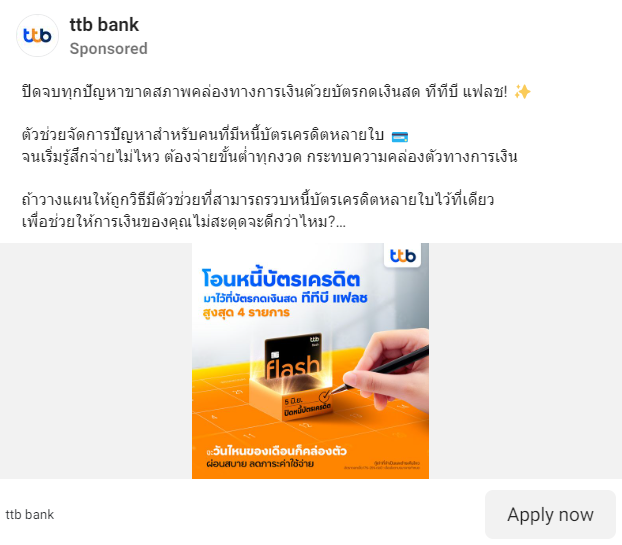 ttb bank
Sponsored
ปิดจบทุกปัญหาขาดสภาพคล่องทางการเงินด้วยบัตรกดเงินสด ทีทีบี แฟลช! ✨
ตัวช่วยจัดการปัญหาสำหรับคนที่มีหนี้บัตรเครดิตหลายใบ 💳
จนเริ่มรู้สึกจ่ายไม่ไหว ต้องจ่ายขั้นต่ำทุกงวด กระทบความคล่องตัวทางการเงิน
ถ้าวางแผนให้ถูกวิธีมีตัวช่วยที่สามารถรวบหนี้บัตรเครดิตหลายใบไว้ที่เดียว
เพื่อช่วยให้การเงินของคุณไม่สะดุดจะดีกว่าไหม?...
ttb
โอนหนี้บัตรเครดิต
มาไว้ที่บัตรกดเงินสด ทีทีบี แฟลช
สูงสุด 4 รายการ
ttb
flash
5 มิ.ย.
ปิดหนี้บัตรเครดิต
จะวันไหนของเดือนก็คล่องตัว
ผ่อนสบาย ลดภาระค่าใช้จ่าย
ttb bank
Apply now